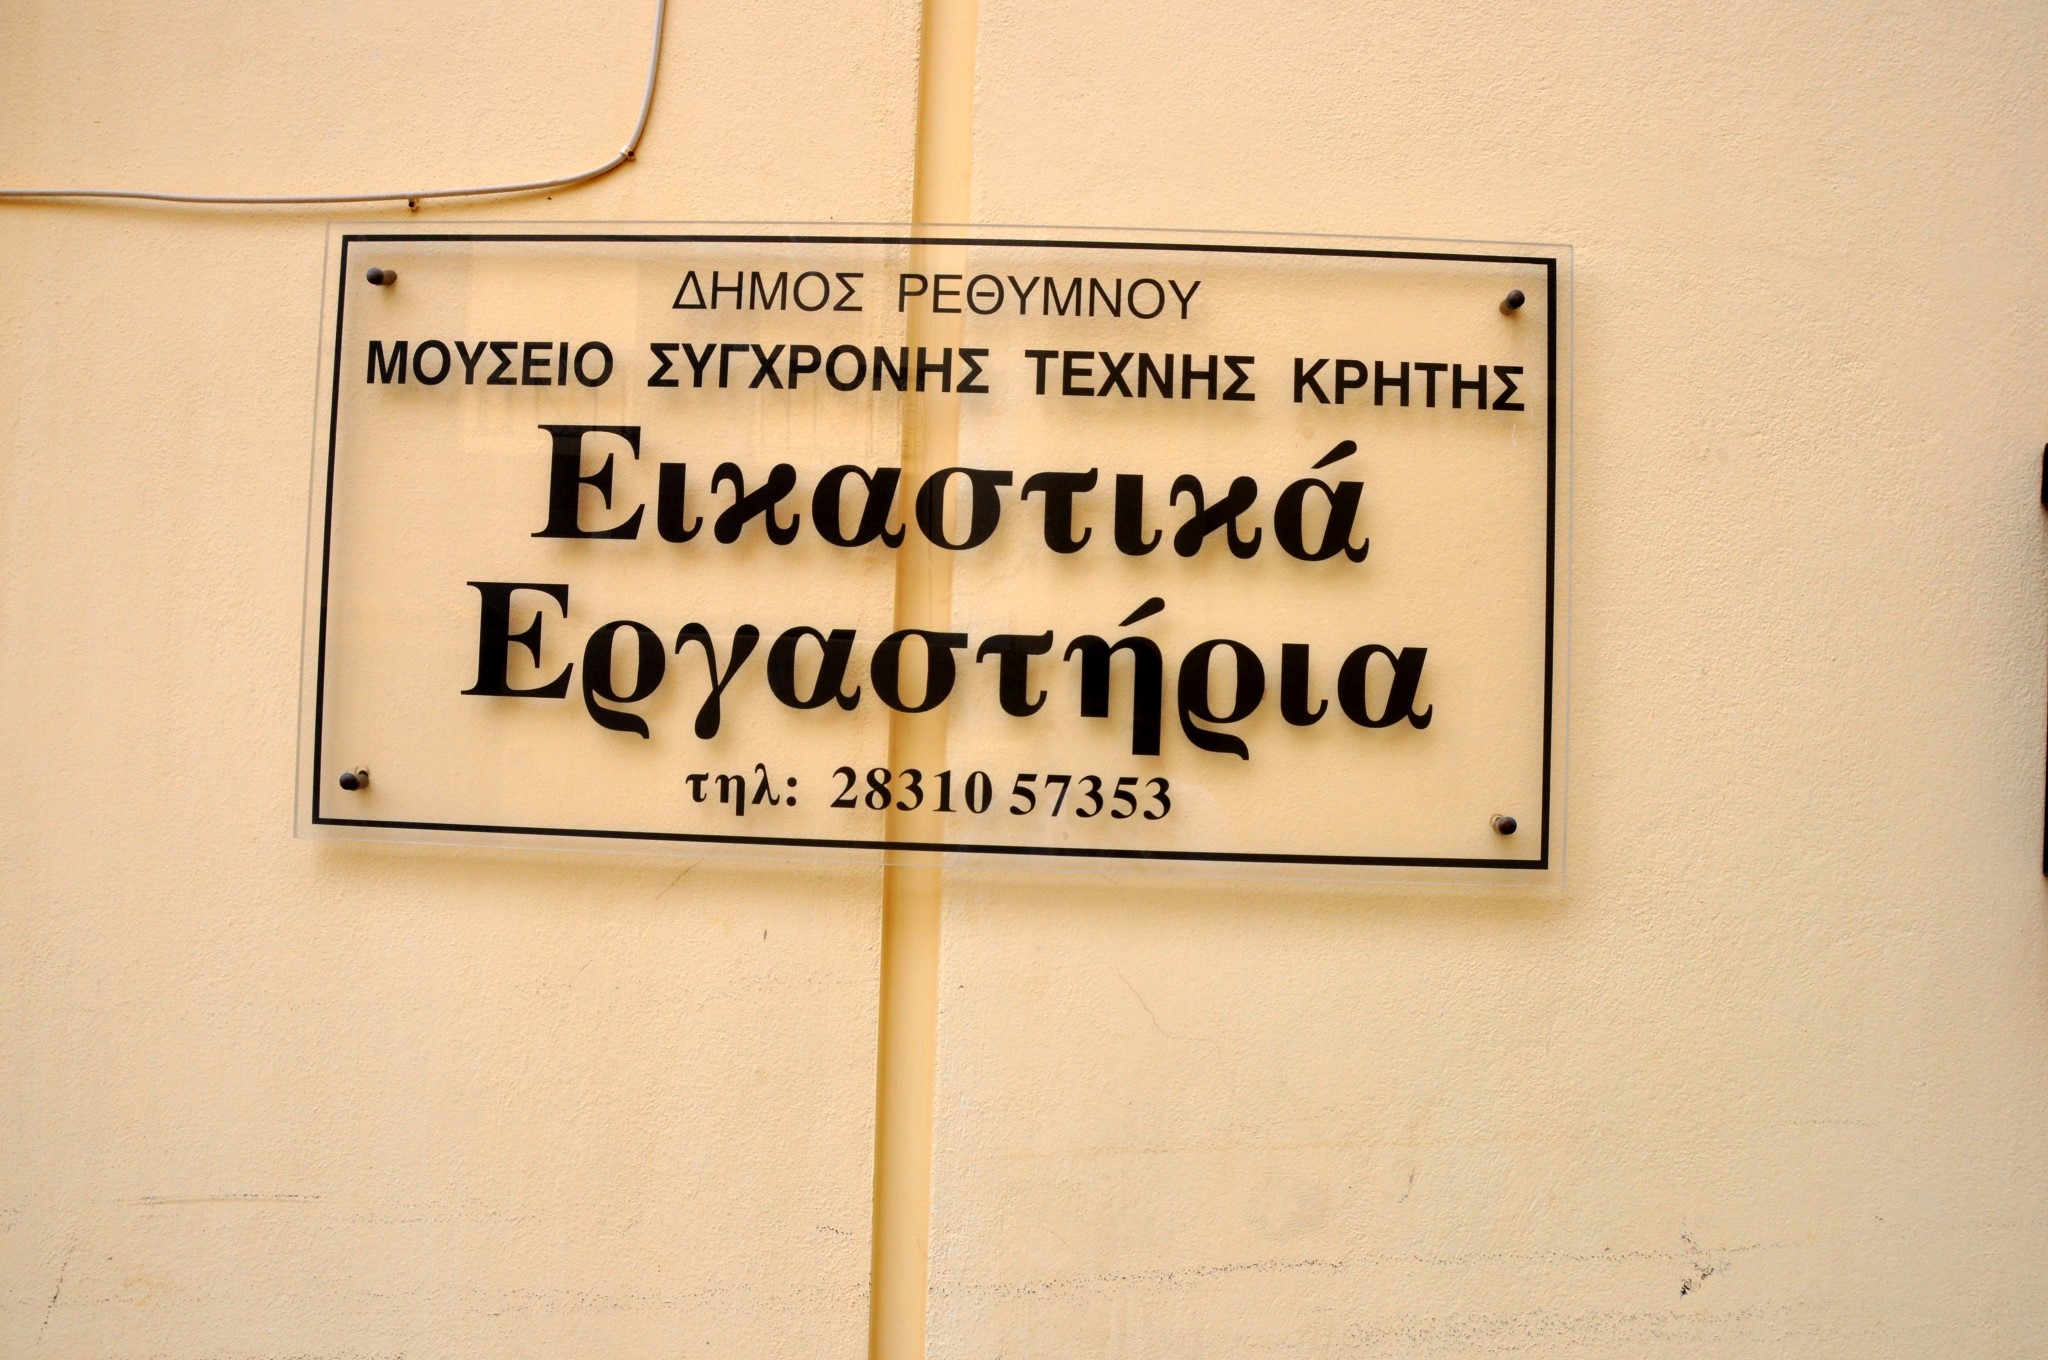 ΔΗΜΟΣ ΡΕΘΥΜΝΟΥ
ΜΟΥΣΕΙΟ ΣΥΓΧΡΟΝΗΣ ΤΕΧΝΗΣ ΚΡΗΤΗΣ
Εικαστικά
Εργαστήρια
τηλ: 28310 57353